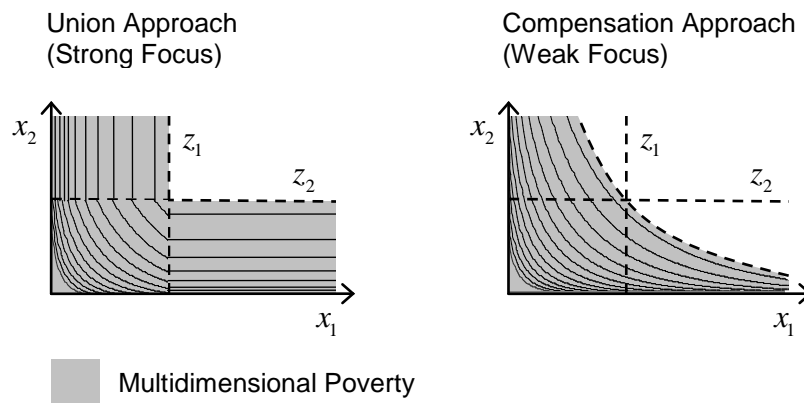 Union Approach
(Strong Focus)
x₂
z₁
z₂
x₁
Compensation Approach
(Weak Focus)
x₂
z₁
z₂
x₁
Multidimensional Poverty